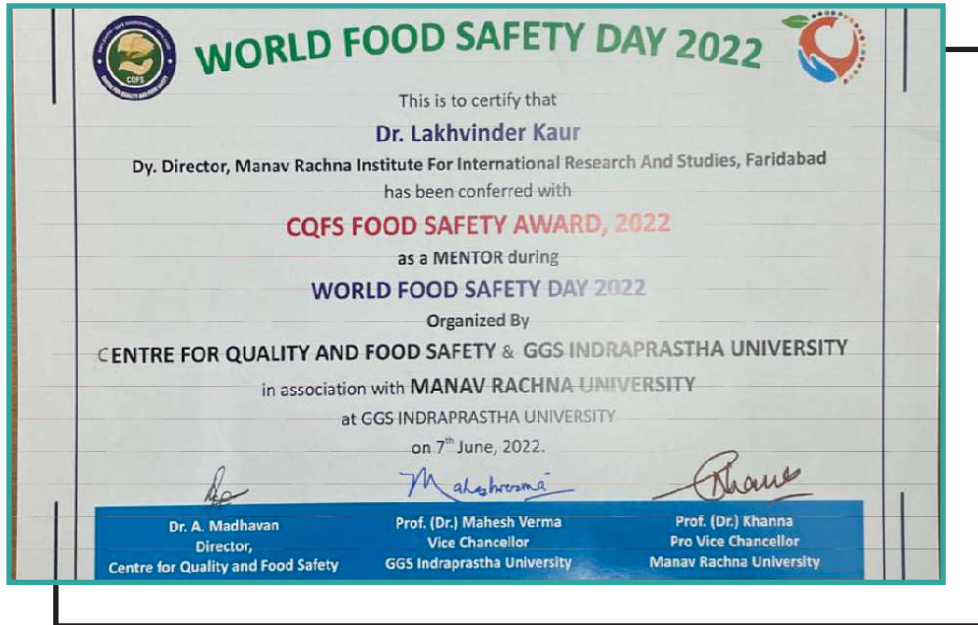 WORLD FOOD SAFETY DAY 2022
CQFS
This is to certify that
Dr. Lakhvinder Kaur
Dy. Director, Manav Rachna Institute For International Research And Studies, Faridabad
has been conferred with
CQFS FOOD SAFETY AWARD, 2022
as a MENTOR during
WORLD FOOD SAFETY DAY 2022
Organized By
CENTRE FOR QUALITY AND FOOD SAFETY & GGS INDRAPRASTHA UNIVERSITY
in association with MANAV RACHNA UNIVERSITY
at GGS INDRAPRASTHA UNIVERSITY
on 7th June, 2022.
Maheshverma
Khanna
Dr. A. Madhavan
Director,
Centre for Quality and Food Safety
Prof. (Dr.) Mahesh Verma
Vice Chancellor
GGS Indraprastha University
Prof. (Dr.) Khanna
Pro Vice Chancellor
Manav Rachna University